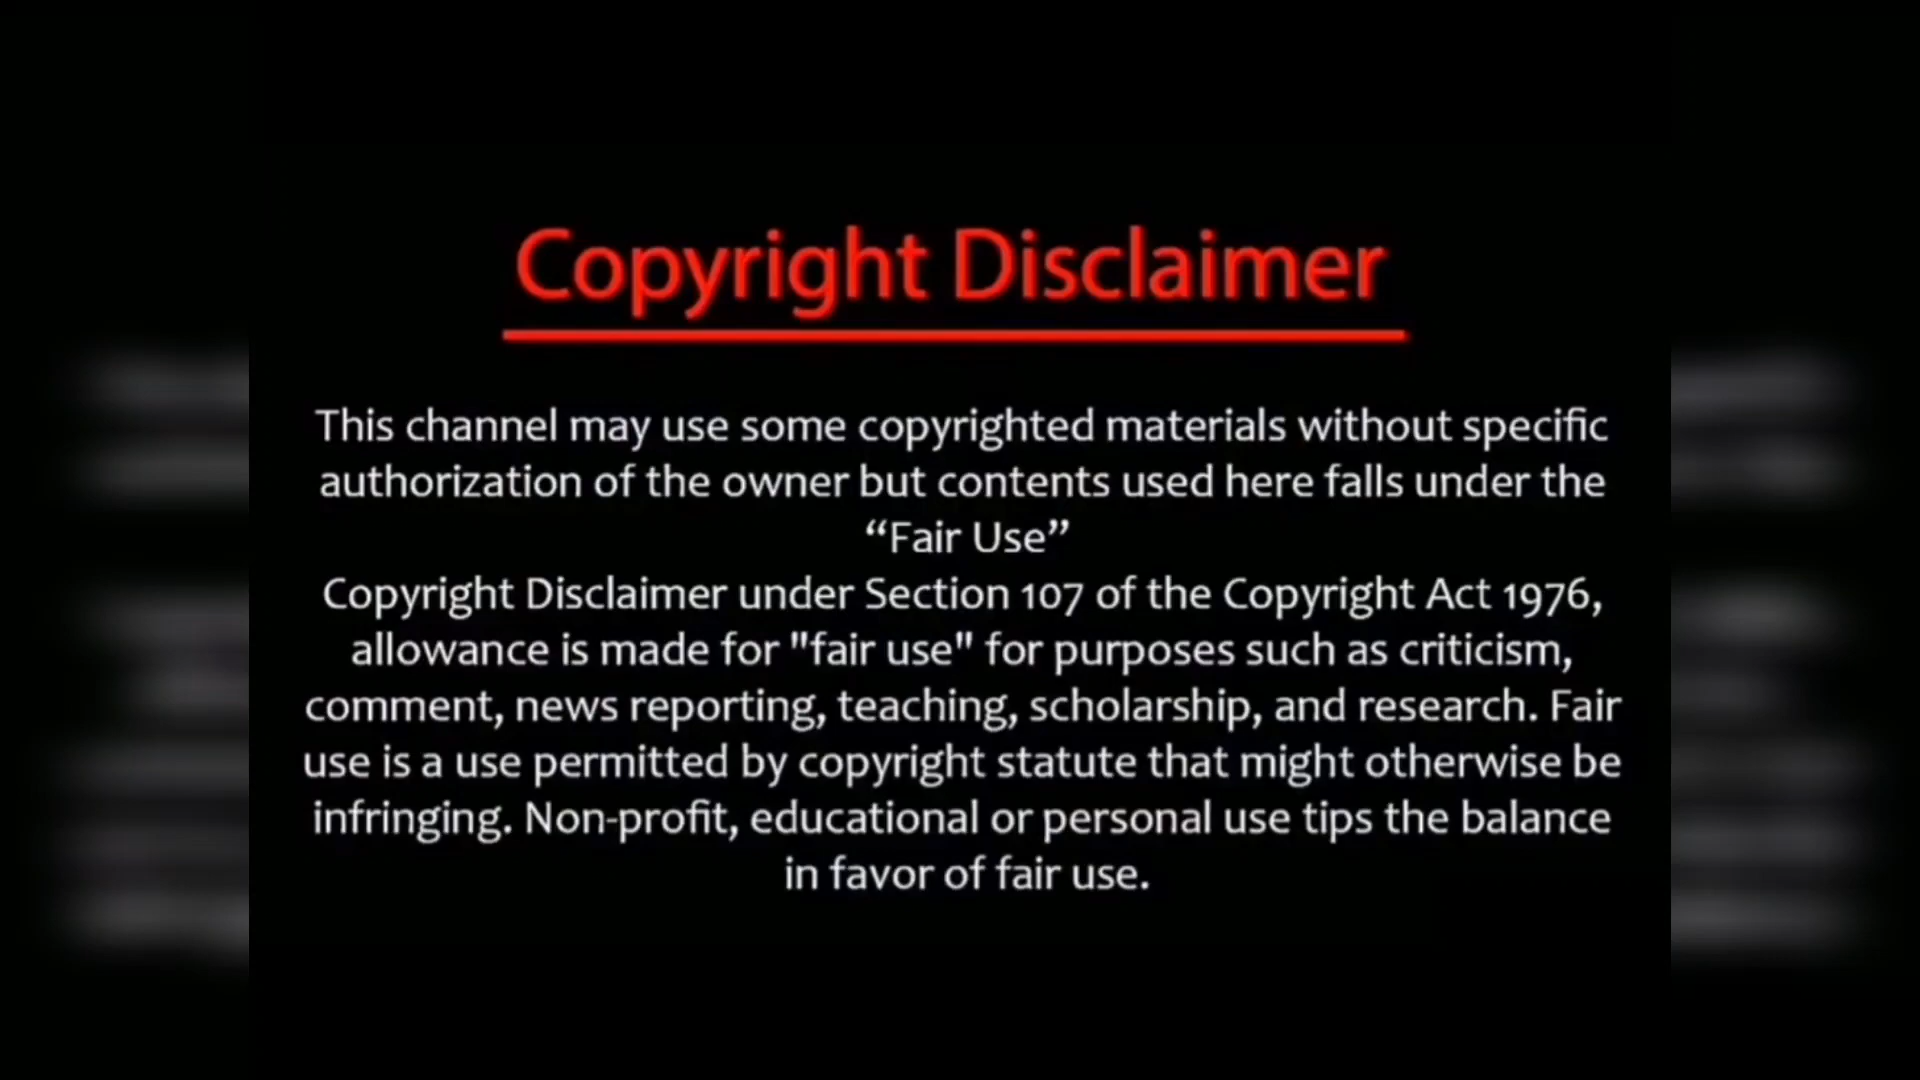 Copyright Disclaimer
This channel may use some copyrighted materials without specific
authorization of the owner but contents used here falls under the
“Fair Use”
Copyright Disclaimer under Section 107 of the Copyright Act 1976,
allowance is made for "fair use" for purposes such as criticism,
comment, news reporting, teaching, scholarship, and research. Fair
use is a use permitted by copyright statute that might otherwise be
infringing. Non-profit, educational or personal use tips the balance
in favor of fair use.